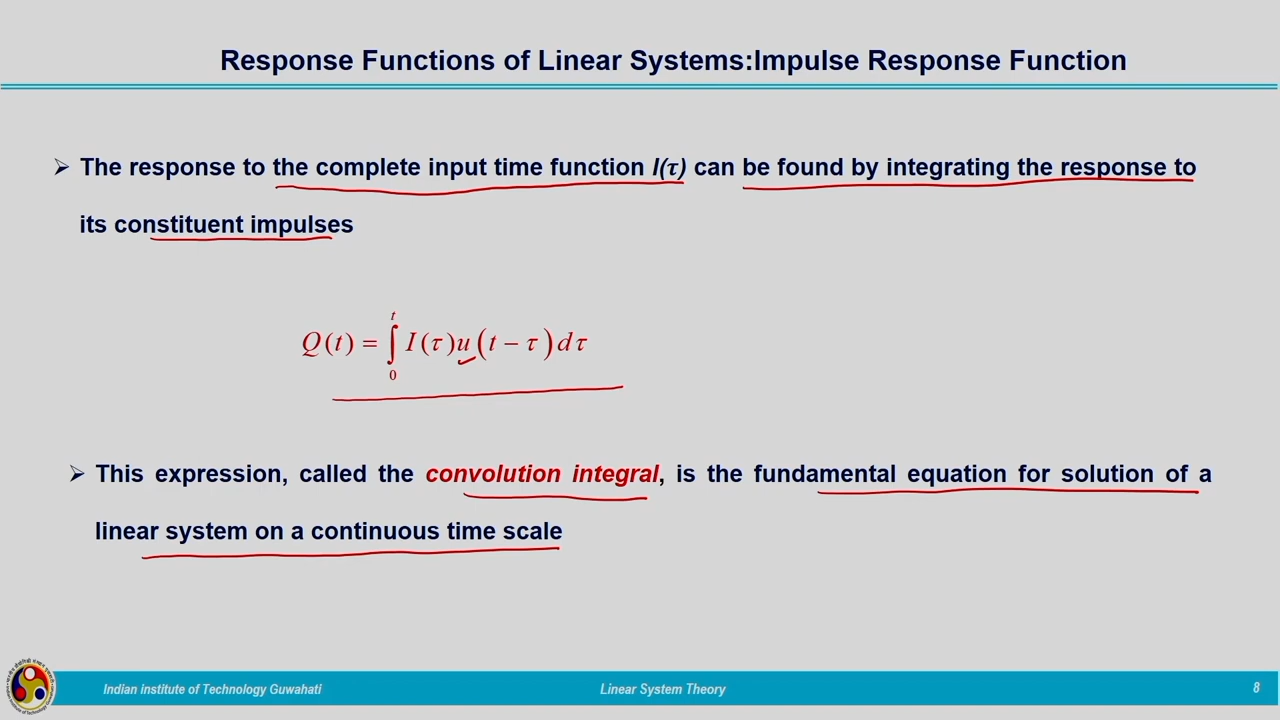 Response Functions of Linear Systems:Impulse Response Function
➢ The response to the complete input time function I(τ) can be found by integrating the response to
its constituent impulses
Q(t) = ∫₀ᵗ I(τ)u(t − τ)dτ
➢ This expression, called the convolution integral, is the fundamental equation for solution of a
linear system on a continuous time scale
Indian institute of Technology Guwahati
Linear System Theory
8